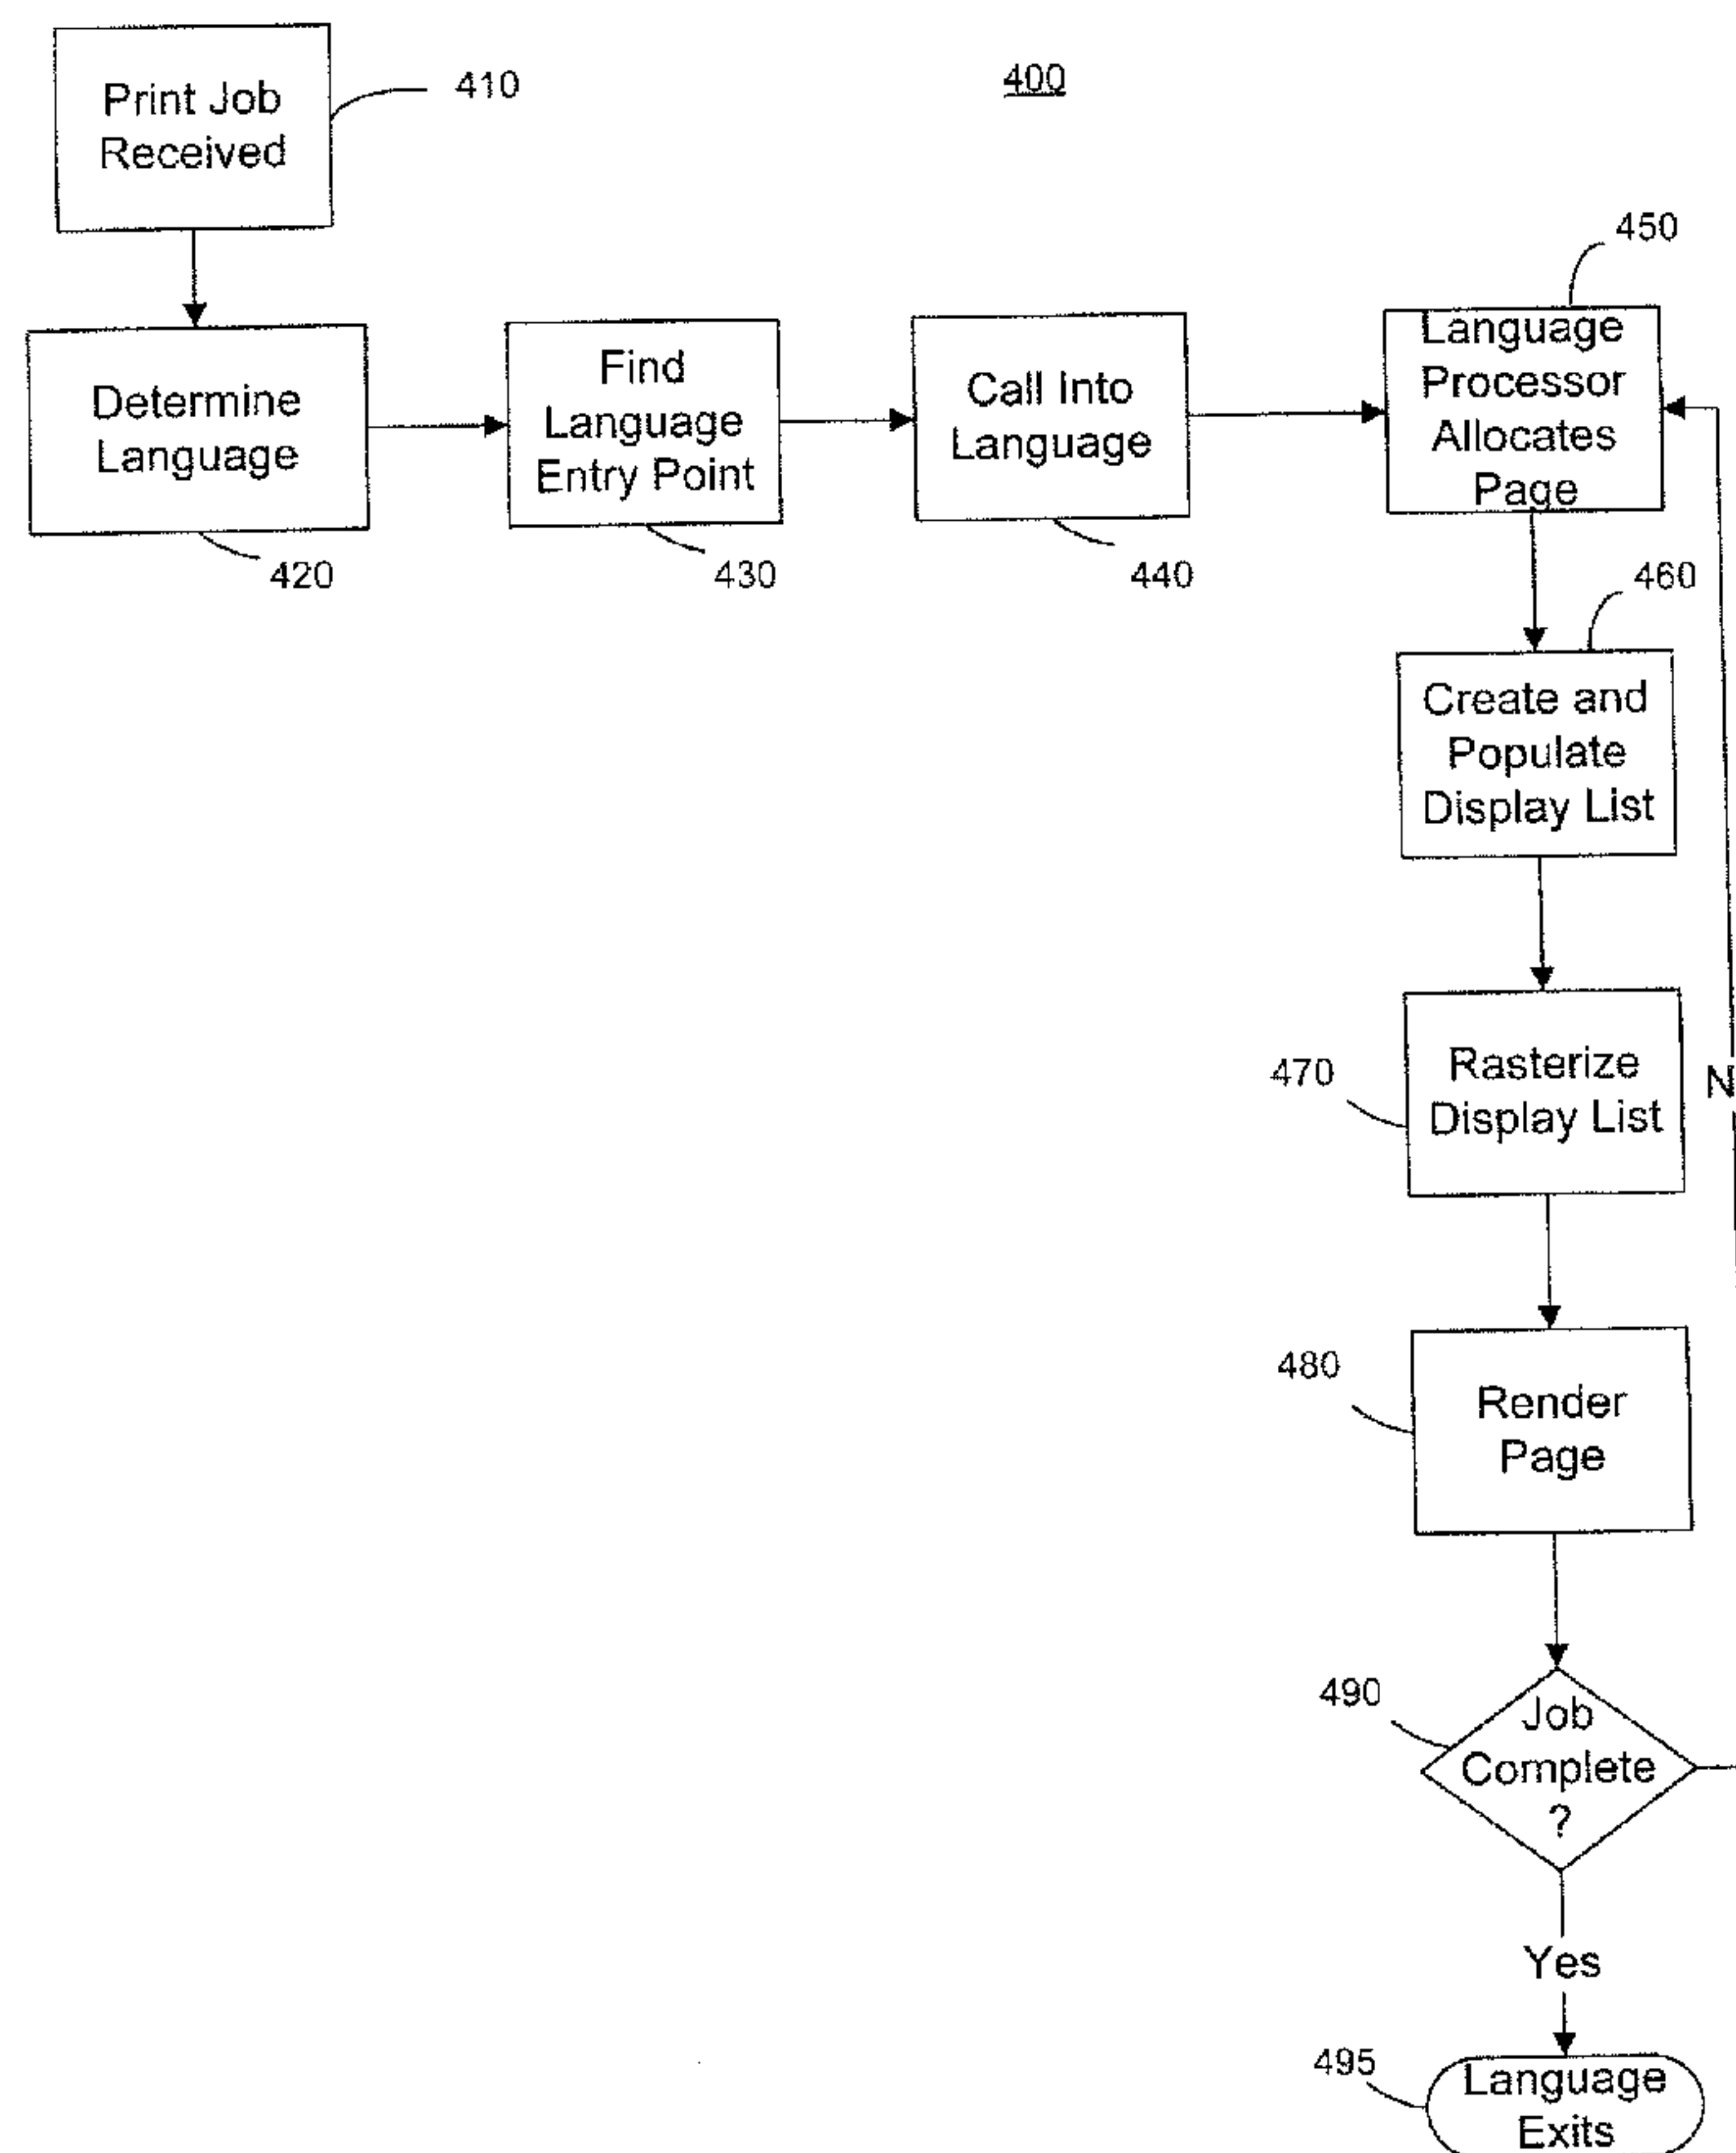 Print Job
Received
410
400
Determine
Language
420
Find
Language
Entry Point
430
Call Into
Language
440
450
Language
Processor
Allocates
Page
460
Create and
Populate
Display List
470
Rasterize
Display List
N
480
Render
Page
490
Job
Complete
?
Yes
495
Language
Exits